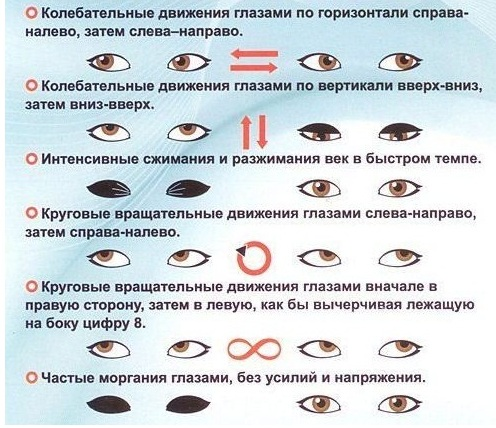 Колебательные движения глазами по горизонтали справа-
налево, затем слева–направо.
Колебательные движения глазами по вертикали вверх-вниз,
затем вниз-вверх.
Интенсивные сжимания и разжимания век в быстром темпе.
Круговые вращательные движения глазами слева-направо,
затем справа-налево.
Круговые вращательные движения глазами вначале в
правую сторону, затем в левую, как бы вычерчивая лежащую
на боку цифру 8.
Частые моргания глазами, без усилий и напряжения.